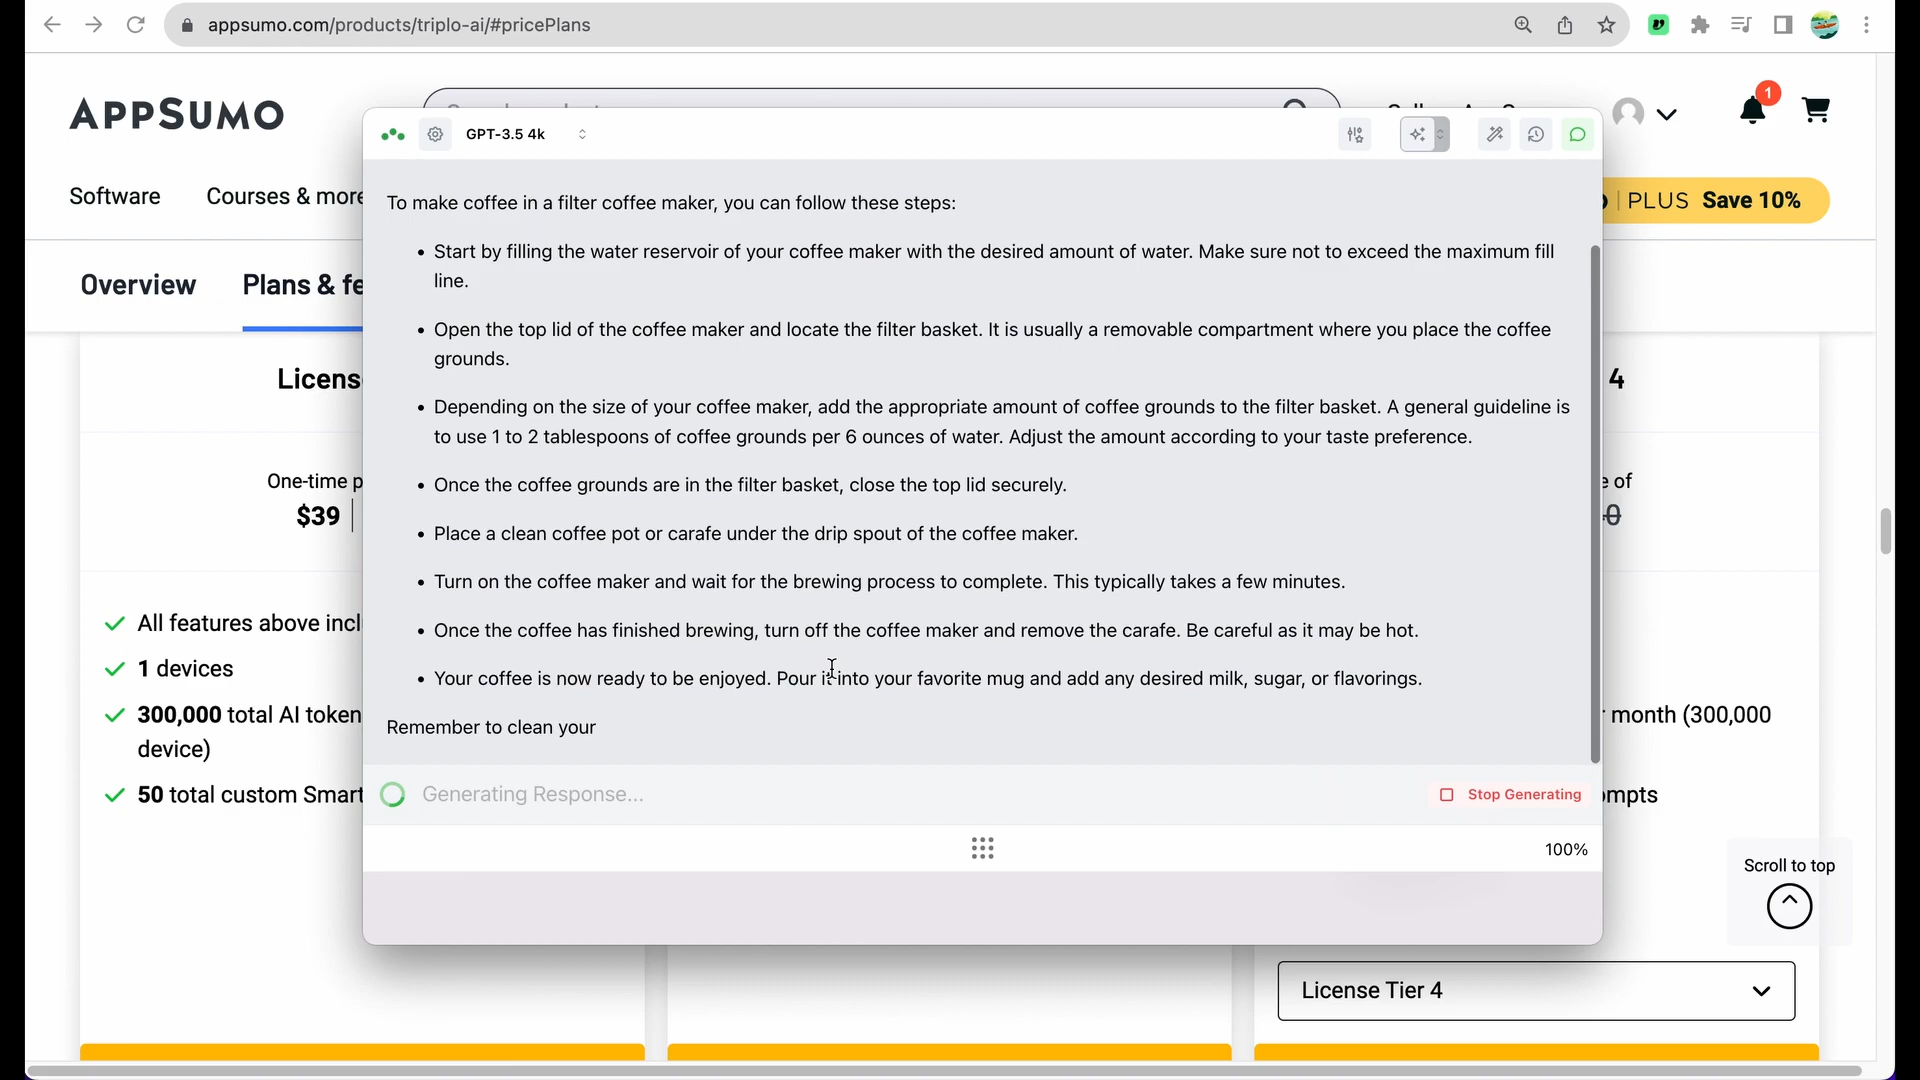 appsumo.com/products/triplo-ai/#pricePlans
APPSUMO
1
GPT-3.5 4k
Software
Courses & more
PLUS Save 10%
To make coffee in a filter coffee maker, you can follow these steps:
• Start by filling the water reservoir of your coffee maker with the desired amount of water. Make sure not to exceed the maximum fill
line.
Overview
Plans & fe
• Open the top lid of the coffee maker and locate the filter basket. It is usually a removable compartment where you place the coffee
grounds.
Licens
4
• Depending on the size of your coffee maker, add the appropriate amount of coffee grounds to the filter basket. A general guideline is
to use 1 to 2 tablespoons of coffee grounds per 6 ounces of water. Adjust the amount according to your taste preference.
• Once the coffee grounds are in the filter basket, close the top lid securely.
One-time p
e of
$39
0
• Place a clean coffee pot or carafe under the drip spout of the coffee maker.
• Turn on the coffee maker and wait for the brewing process to complete. This typically takes a few minutes.
• Once the coffee has finished brewing, turn off the coffee maker and remove the carafe. Be careful as it may be hot.
• Your coffee is now ready to be enjoyed. Pour it into your favorite mug and add any desired milk, sugar, or flavorings.
Remember to clean your
All features above incl
1 devices
300,000 total AI token
device)
50 total custom Smart
month (300,000
ompts
Generating Response...
Stop Generating
100%
Scroll to top
License Tier 4